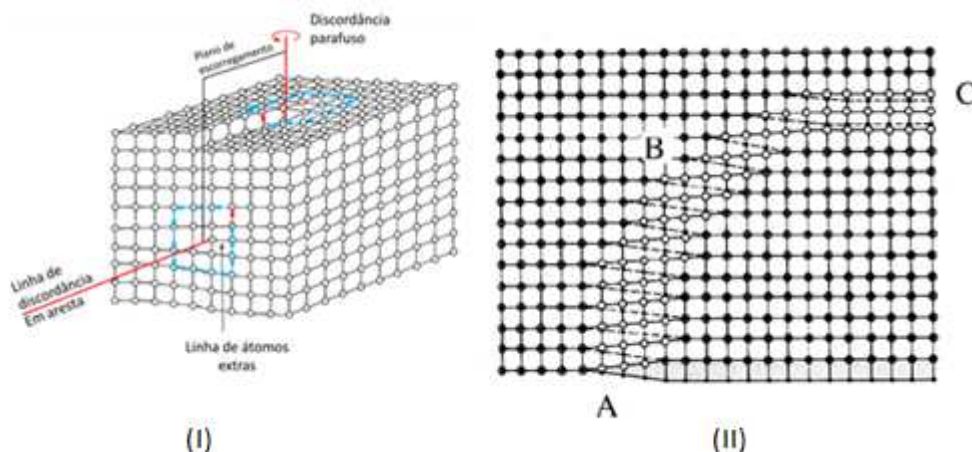 Discordância
parafuso
Plano de
escorregamento
Linha de
discordância
Em aresta
Linha de átomos
extras
(I)
A
B
C
(II)